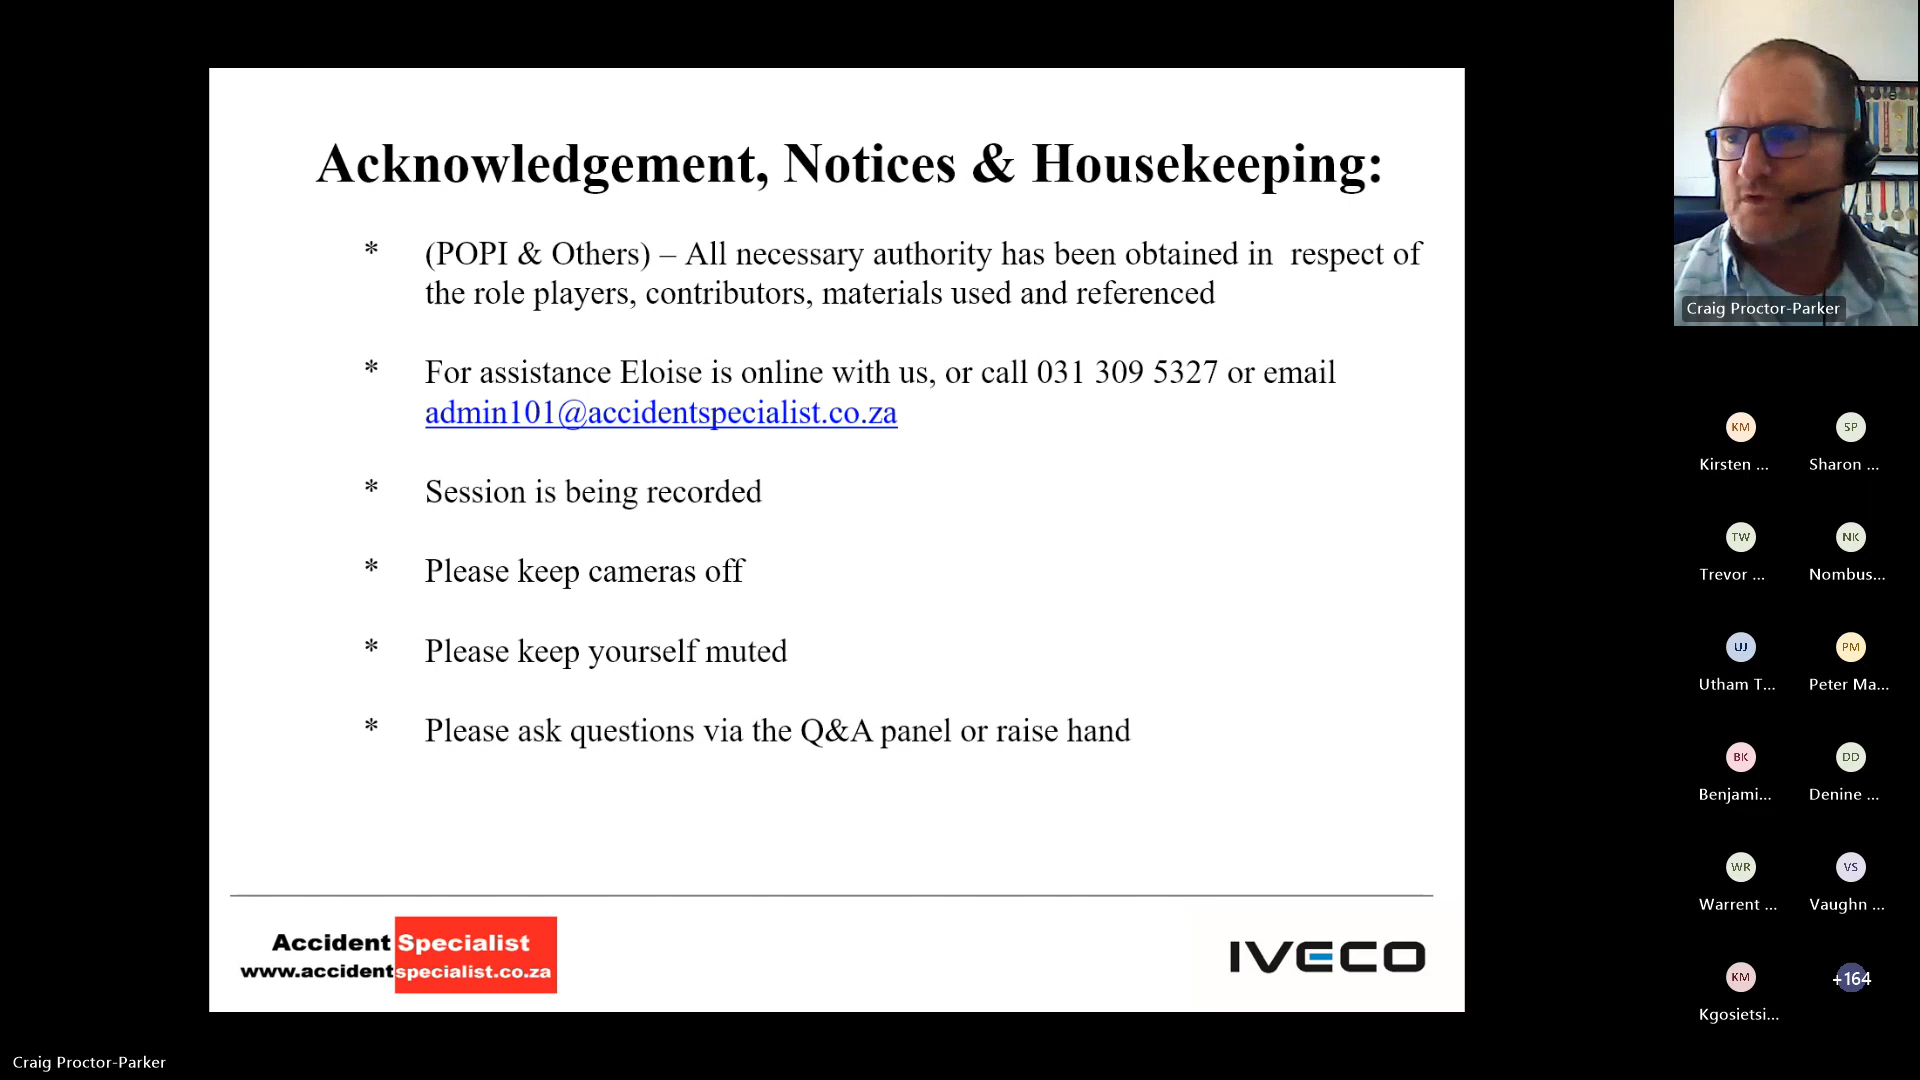 Acknowledgement, Notices & Housekeeping:
* (POPI & Others) – All necessary authority has been obtained in respect of
the role players, contributors, materials used and referenced
* For assistance Eloise is online with us, or call 031 309 5327 or email
admin101@accidentspecialist.co.za
* Session is being recorded
* Please keep cameras off
* Please keep yourself muted
* Please ask questions via the Q&A panel or raise hand
Accident Specialist
www.accidentspecialist.co.za
IVECO
Craig Proctor-Parker
KM SP
Kirsten ... Sharon ...
TW NK
Trevor ... Nombus...
UJ PM
Utham T... Peter Ma...
BK DD
Benjami... Denine ...
WR VS
Warrent ... Vaughn ...
KM +164
Kgosietsi...
Craig Proctor-Parker